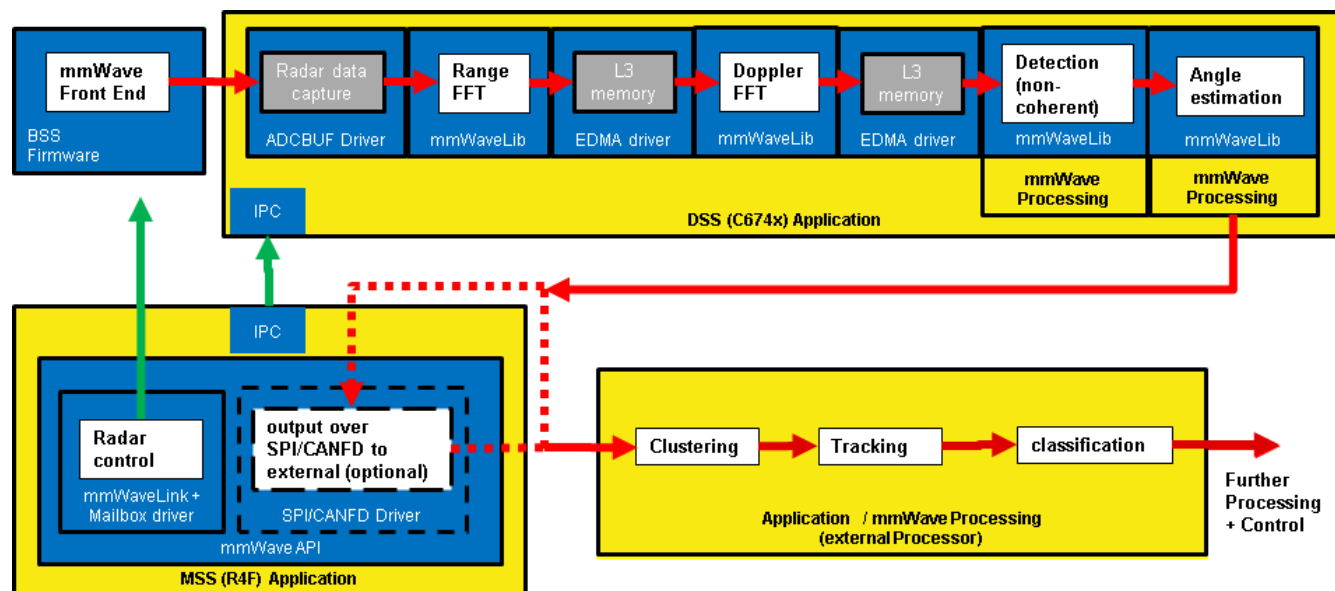 mmWave
Front End
BSS
Firmware
Radar data
capture
ADCBUF Driver
Range
FFT
mmWaveLib
L3
memory
EDMA driver
Doppler
FFT
mmWaveLib
L3
memory
EDMA driver
Detection
(non-
coherent)
mmWaveLib
mmWave
Processing
Angle
estimation
mmWaveLib
mmWave
Processing
IPC
DSS (C674x) Application
IPC
Radar
control
mmWaveLink +
Mailbox driver
output over
SPI/CANFD to
external (optional)
SPI/CANFD Driver
mmWave API
MSS (R4F) Application
Clustering
Tracking
classification
Application / mmWave Processing
(external Processor)
Further
Processing
+ Control